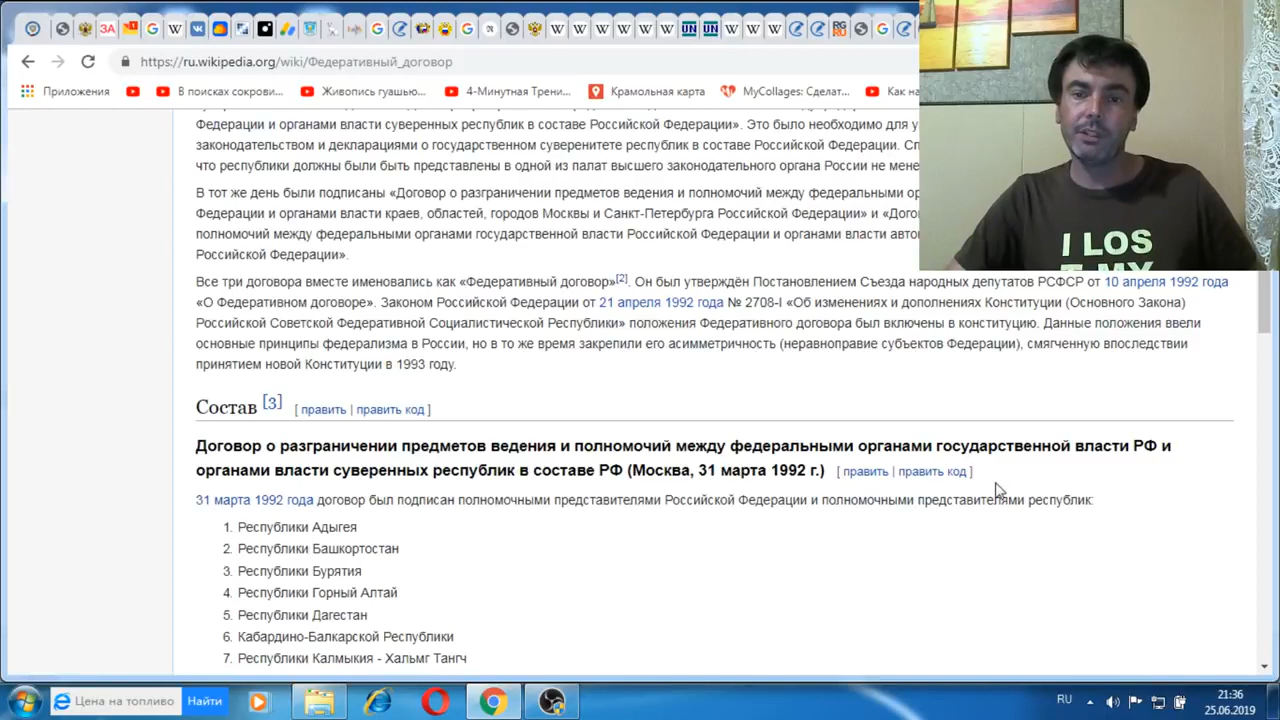 https://ru.wikipedia.org/wiki/Федеративный_договор
Приложения
В поисках сокрови...
Живопись гуашью...
4-Минутная Трени...
Крамольная карта
MyCollages: Сделат...
Как на
Федерации и органами власти суверенных республик в составе Российской Федерации». Это было необходимо для у
законодательством и декларациями о государственном суверенитете республик в составе Российской Федерации. Сп
что республики должны были быть представлены в одной из палат высшего законодательного органа России не мене
В тот же день были подписаны «Договор о разграничении предметов ведения и полномочий между федеральными ор
Федерации и органами власти краев, областей, городов Москвы и Санкт-Петербурга Российской Федерации» и «Дого
полномочий между федеральными органами государственной власти Российской Федерации и органами власти авто
Российской Федерации».
Все три договора вместе именовались как «Федеративный договор»[2]. Он был утверждён Постановлением Съезда народных депутатов РСФСР от 10 апреля 1992 года
«О Федеративном договоре». Законом Российской Федерации от 21 апреля 1992 года № 2708-I «Об изменениях и дополнениях Конституции (Основного Закона)
Российской Советской Федеративной Социалистической Республики» положения Федеративного договора был включены в конституцию. Данные положения ввели
основные принципы федерализма в России, но в то же время закрепили его асимметричность (неравноправие субъектов Федерации), смягченную впоследствии
принятием новой Конституции в 1993 году.
Состав [3] [ править | править код ]
Договор о разграничении предметов ведения и полномочий между федеральными органами государственной власти РФ и
органами власти суверенных республик в составе РФ (Москва, 31 марта 1992 г.) [ править | править код ]
31 марта 1992 года договор был подписан полномочными представителями Российской Федерации и полномочными представителями республик:
1. Республики Адыгея
2. Республики Башкортостан
3. Республики Бурятия
4. Республики Горный Алтай
5. Республики Дагестан
6. Кабардино-Балкарской Республики
7. Республики Калмыкия - Хальмг Тангч
I LOS
T MY
Цена на топливо
Найти
RU
21:36
25.06.2019